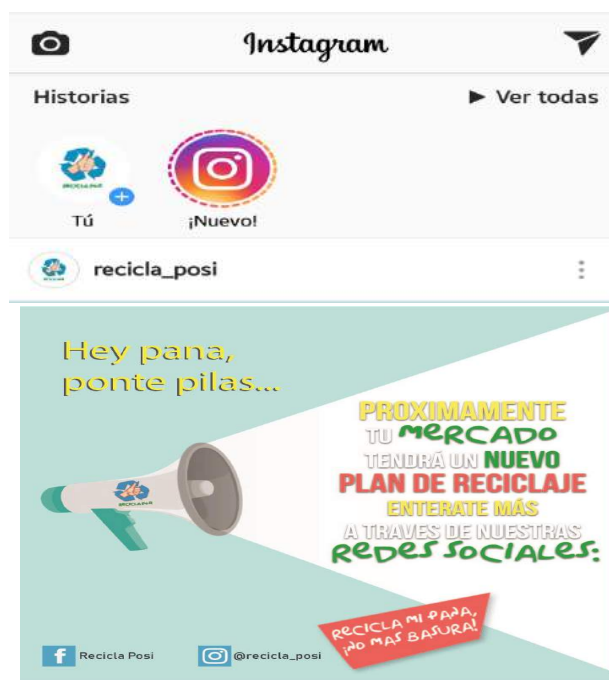 Instagram
Historias
Ver todas
Tú
¡Nuevo!
recicla_posi
Hey pana,
ponte pilas...
PROXIMAMENTE
TU MERCADO
TENDRÁ UN NUEVO
PLAN DE RECICLAJE
ENTERATE MÁS
A TRAVES DE NUESTRAS
REDES SOCIALES:
RECICLA MI PANA,
¡NO MAS BASURA!
Recicla Posi
@recicla_posi